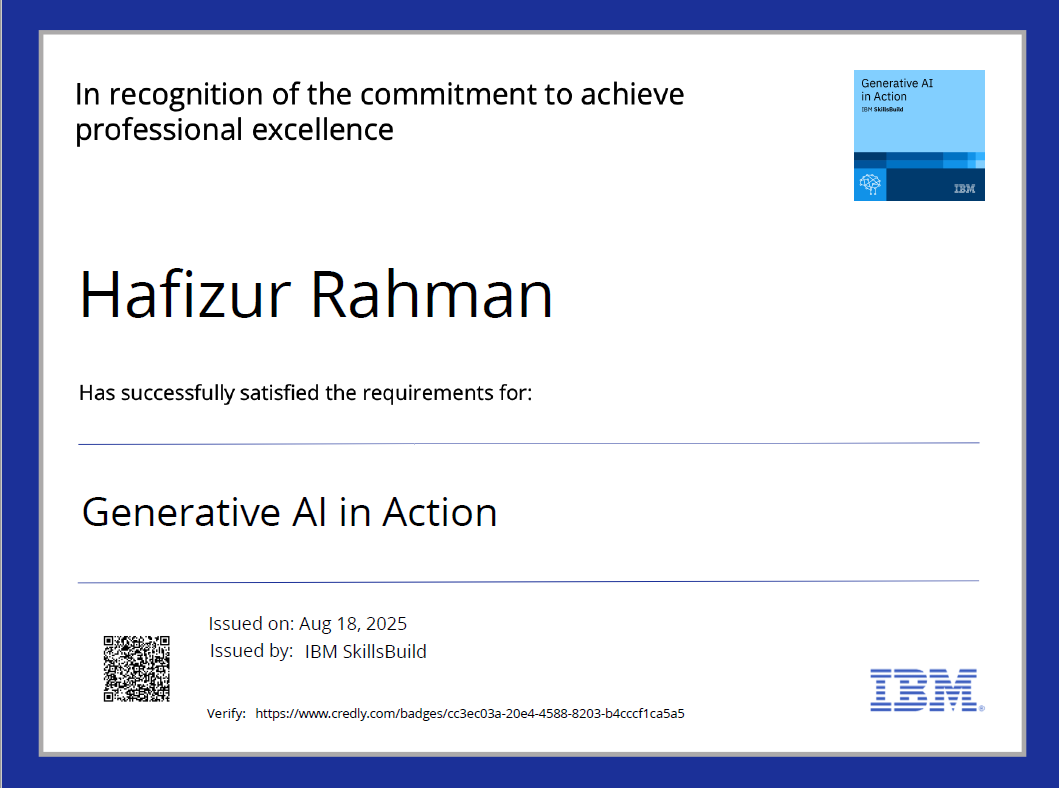 In recognition of the commitment to achieve
professional excellence
Generative AI
in Action
IBM SkillsBuild
IBM
Hafizur Rahman
Has successfully satisfied the requirements for:
Generative AI in Action
Issued on: Aug 18, 2025
Issued by: IBM SkillsBuild
Verify: https://www.credly.com/badges/cc3ec03a-20e4-4588-8203-b4cccf1ca5a5
IBM®